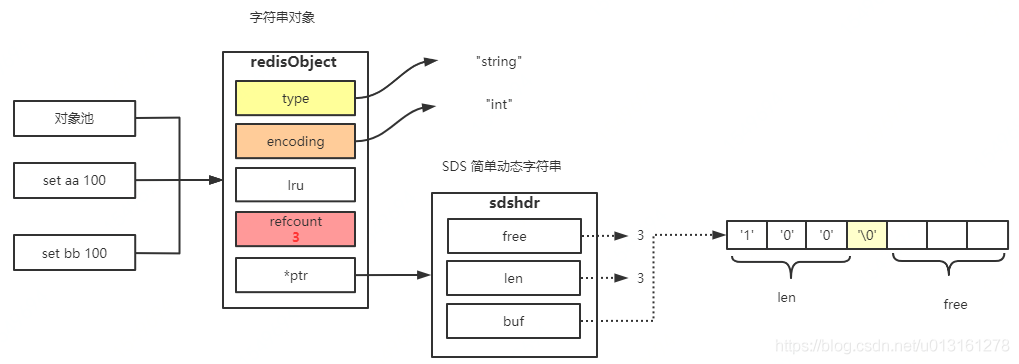 字符串对象
redisObject
type
"string"
对象池
encoding
"int"
set aa 100
lru
SDS 简单动态字符串
sdshdr
refcount
3
free
3
'1'
'0'
'0'
'\0'
set bb 100
*ptr
len
3
len
free
buf
https://blog.csdn.net/u013161278